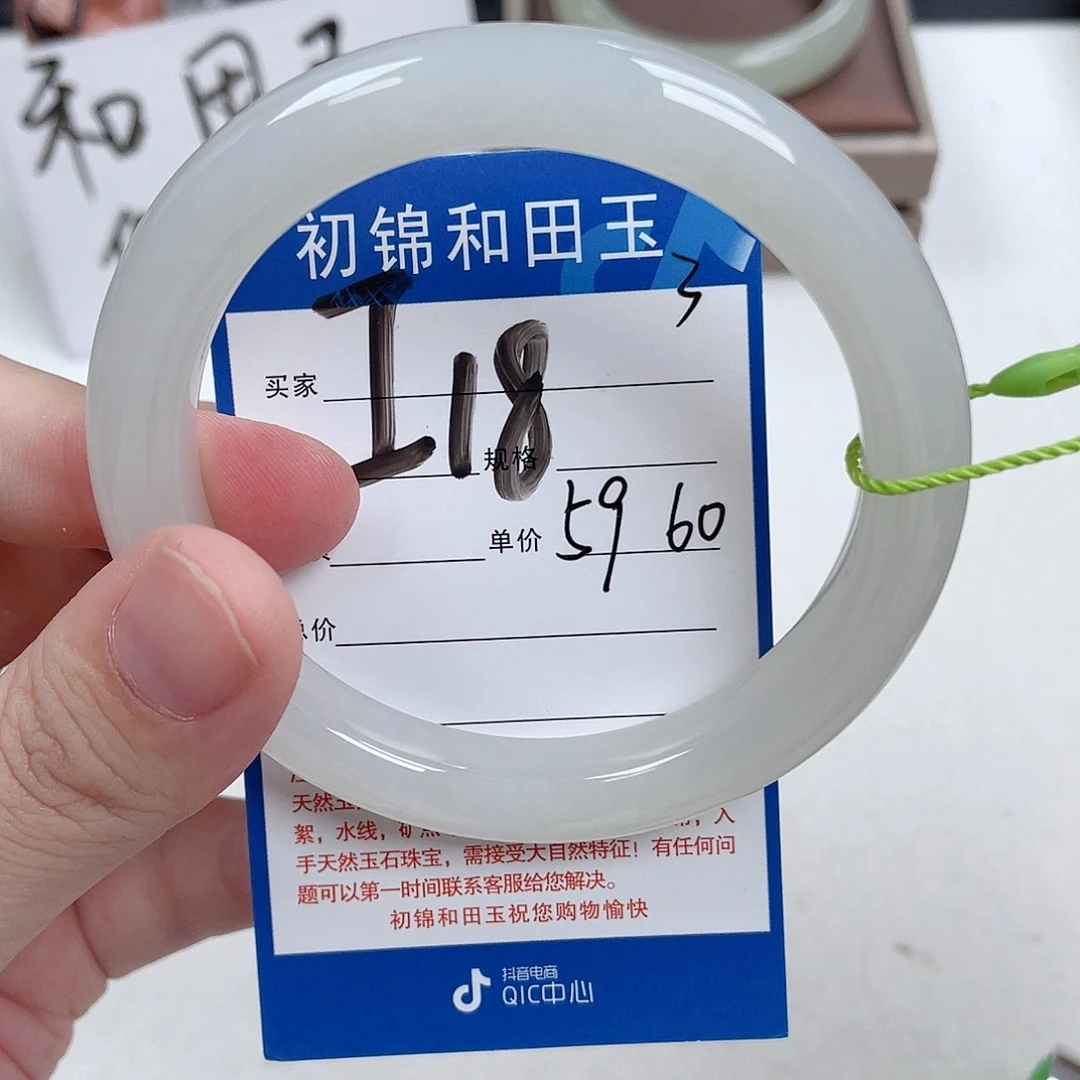 和田
初锦和田玉
3
买家
I18
规格
单价 59 60
价
天然玉
絮，水线，矿 ，入
手天然玉石珠宝，需接受大自然特征！有任何问
题可以第一时间联系客服给您解决。
初锦和田玉祝您购物愉快
抖音电商
QIC中心